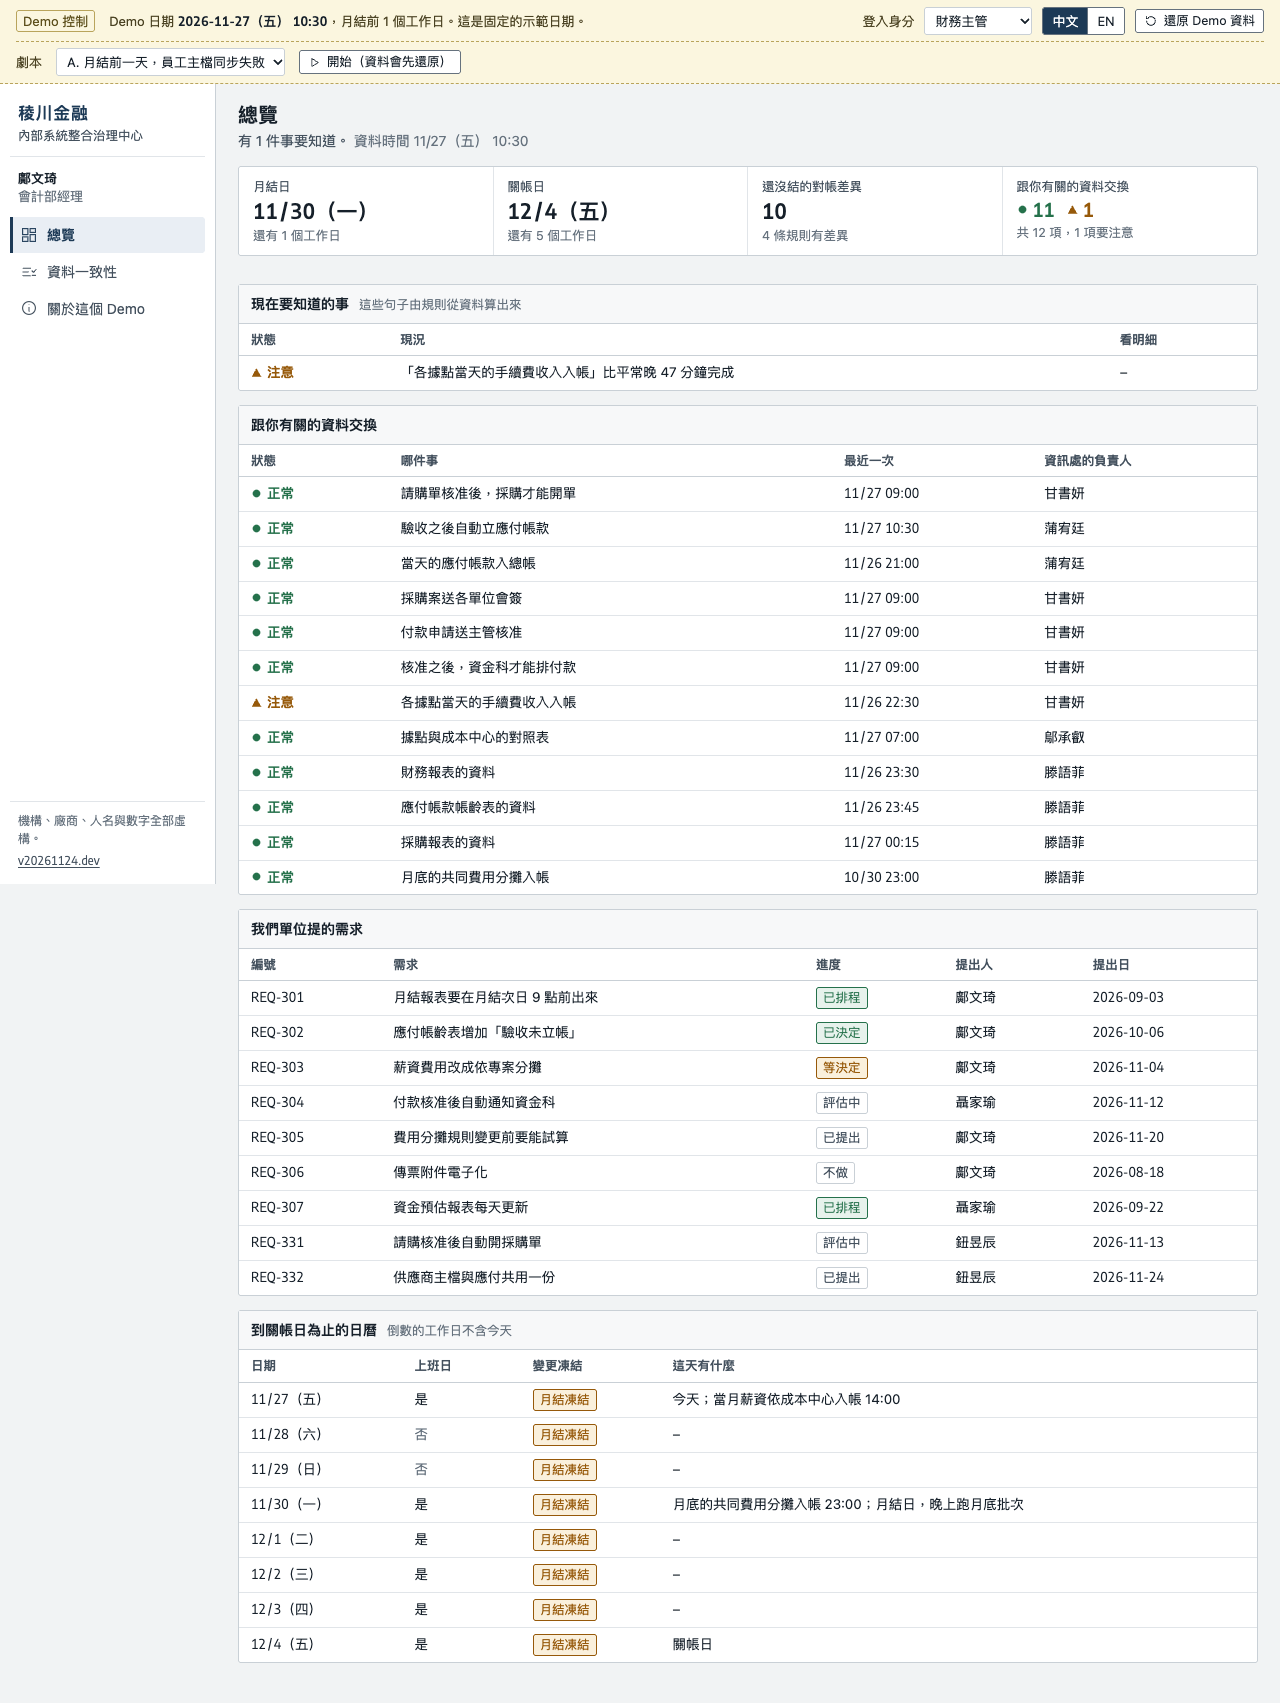 Demo 控制 Demo 日期 2026-11-27（五） 10:30，月結前 1 個工作日。這是固定的示範日期。 登入身分 財務主管 中文 EN 還原 Demo 資料
劇本 A. 月結前一天，員工主檔同步失敗 開始（資料會先還原）
稜川金融
內部系統整合治理中心
鄺文琦
會計部經理
總覽
資料一致性
關於這個 Demo
機構、廠商、人名與數字全部虛構。
v20261124.dev
總覽
有 1 件事要知道。 資料時間 11/27（五） 10:30
月結日
11/30（一）
還有 1 個工作日
關帳日
12/4（五）
還有 5 個工作日
還沒結的對帳差異
10
4 條規則有差異
跟你有關的資料交換
11 1
共 12 項，1 項要注意
現在要知道的事 這些句子由規則從資料算出來
狀態 現況 看明細
注意 「各據點當天的手續費收入入帳」比平常晚 47 分鐘完成 –
跟你有關的資料交換
狀態 哪件事 最近一次 資訊處的負責人
正常 請購單核准後，採購才能開單 11/27 09:00 甘書妍
正常 驗收之後自動立應付帳款 11/27 10:30 蒲宥廷
正常 當天的應付帳款入總帳 11/26 21:00 蒲宥廷
正常 採購案送各單位會簽 11/27 09:00 甘書妍
正常 付款申請送主管核准 11/27 09:00 甘書妍
正常 核准之後，資金科才能排付款 11/27 09:00 甘書妍
注意 各據點當天的手續費收入入帳 11/26 22:30 甘書妍
正常 據點與成本中心的對照表 11/27 07:00 鄔承叡
正常 財務報表的資料 11/26 23:30 滕語菲
正常 應付帳款帳齡表的資料 11/26 23:45 滕語菲
正常 採購報表的資料 11/27 00:15 滕語菲
正常 月底的共同費用分攤入帳 10/30 23:00 滕語菲
我們單位提的需求
編號 需求 進度 提出人 提出日
REQ-301 月結報表要在月結次日 9 點前出來 已排程 鄺文琦 2026-09-03
REQ-302 應付帳齡表增加「驗收未立帳」 已決定 鄺文琦 2026-10-06
REQ-303 薪資費用改成依專案分攤 等決定 鄺文琦 2026-11-04
REQ-304 付款核准後自動通知資金科 評估中 聶家瑜 2026-11-12
REQ-305 費用分攤規則變更前要能試算 已提出 鄺文琦 2026-11-20
REQ-306 傳票附件電子化 不做 鄺文琦 2026-08-18
REQ-307 資金預估報表每天更新 已排程 聶家瑜 2026-09-22
REQ-331 請購核准後自動開採購單 評估中 鈕昱辰 2026-11-13
REQ-332 供應商主檔與應付共用一份 已提出 鈕昱辰 2026-11-24
到關帳日為止的日曆 倒數的工作日不含今天
日期 上班日 變更凍結 這天有什麼
11/27（五） 是 月結凍結 今天；當月薪資依成本中心入帳 14:00
11/28（六） 否 月結凍結 –
11/29（日） 否 月結凍結 –
11/30（一） 是 月結凍結 月底的共同費用分攤入帳 23:00；月結日，晚上跑月底批次
12/1（二） 是 月結凍結 –
12/2（三） 是 月結凍結 –
12/3（四） 是 月結凍結 –
12/4（五） 是 月結凍結 關帳日